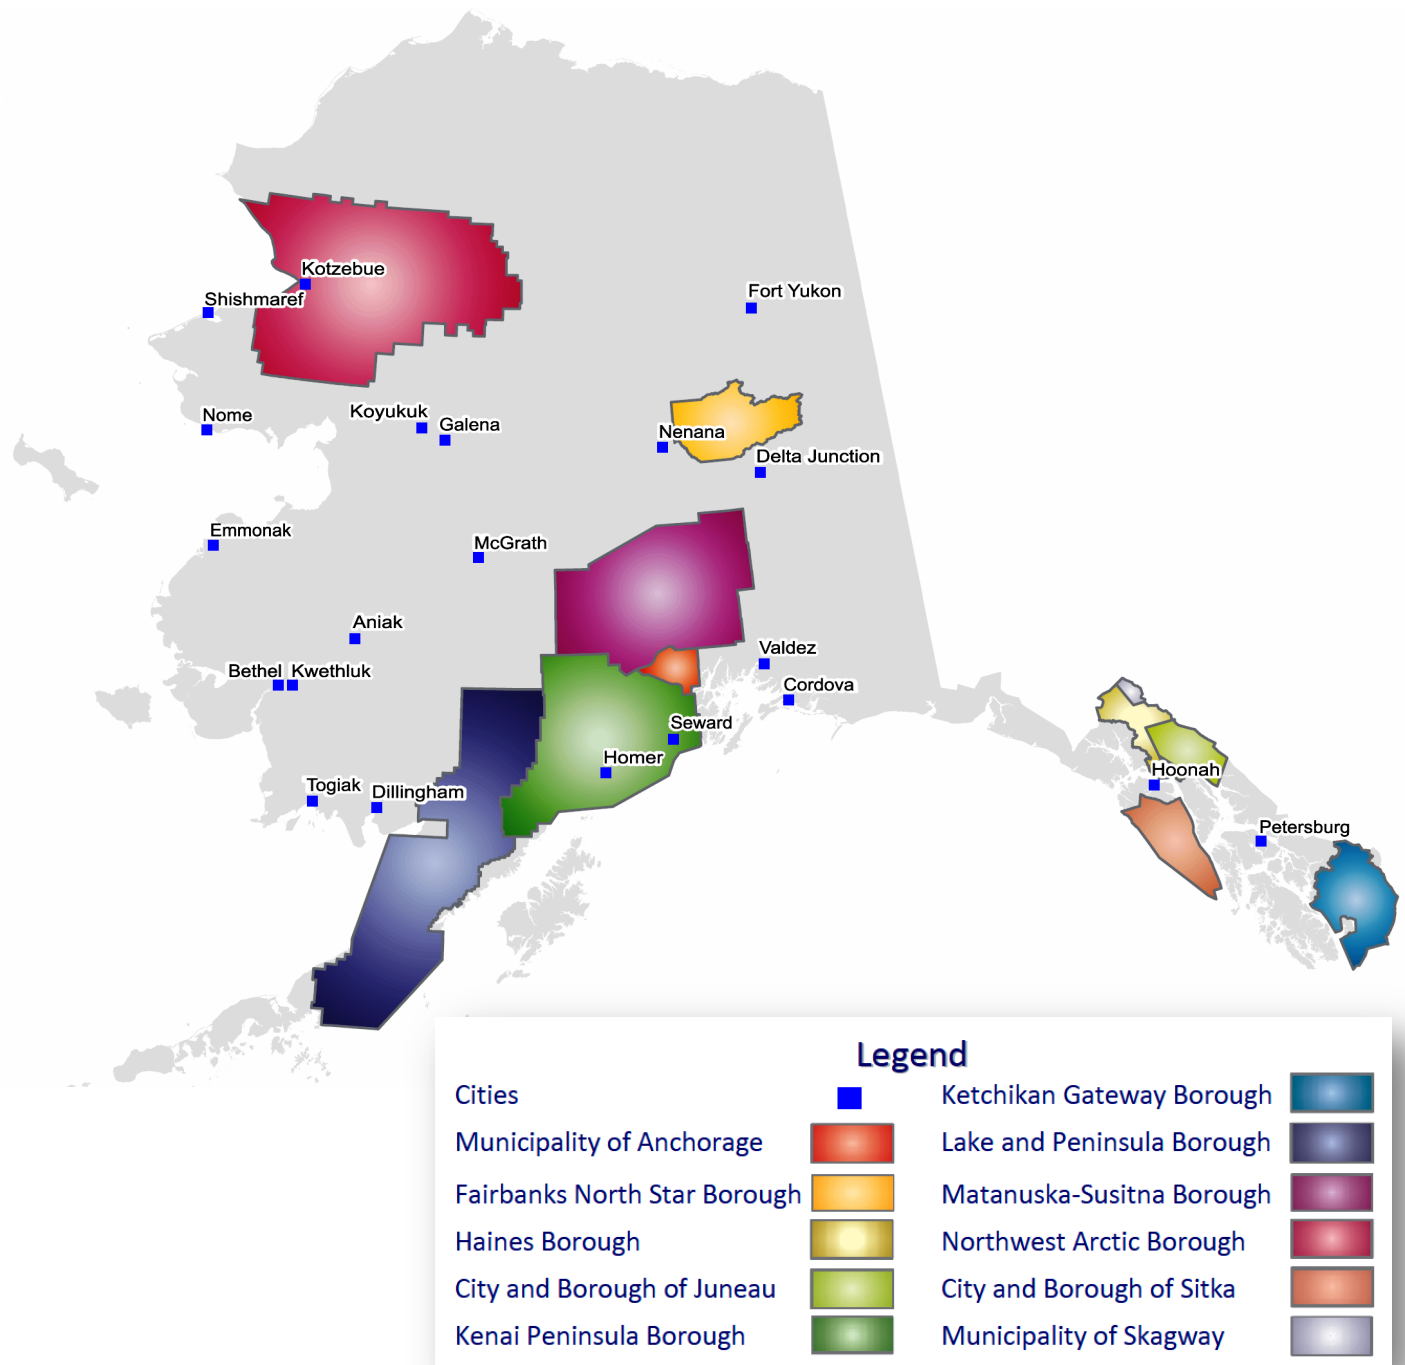 Kotzebue
Shishmaref
Fort Yukon
Nome
Koyukuk
Galena
Nenana
Delta Junction
Emmonak
McGrath
Aniak
Bethel
Kwethluk
Valdez
Cordova
Seward
Homer
Togiak
Dillingham
Hoonah
Petersburg
Legend
Cities
Municipality of Anchorage
Fairbanks North Star Borough
Haines Borough
City and Borough of Juneau
Kenai Peninsula Borough
Ketchikan Gateway Borough
Lake and Peninsula Borough
Matanuska-Susitna Borough
Northwest Arctic Borough
City and Borough of Sitka
Municipality of Skagway